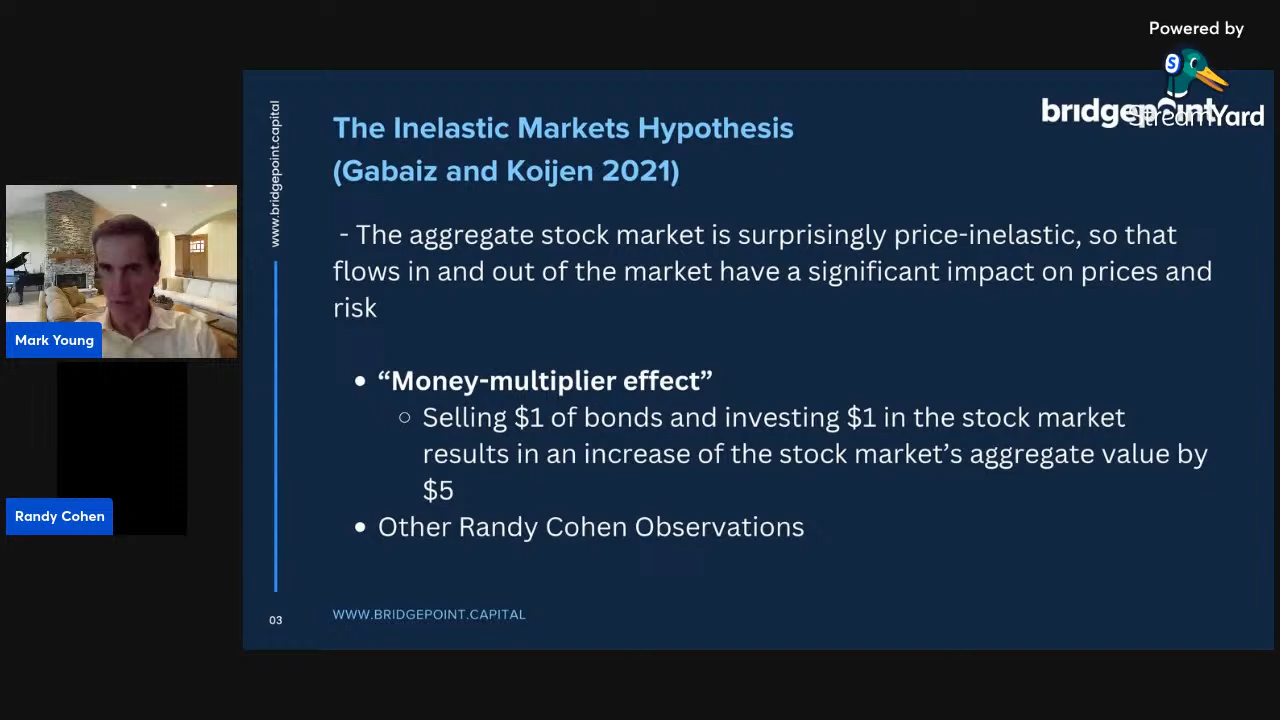 Powered by
StreamYard
bridgepoint
www.bridgepoint.capital
The Inelastic Markets Hypothesis
(Gabaiz and Koijen 2021)
- The aggregate stock market is surprisingly price-inelastic, so that
flows in and out of the market have a significant impact on prices and
risk
• “Money-multiplier effect”
○ Selling $1 of bonds and investing $1 in the stock market
results in an increase of the stock market’s aggregate value by
$5
• Other Randy Cohen Observations
03
WWW.BRIDGEPOINT.CAPITAL
Mark Young
Randy Cohen